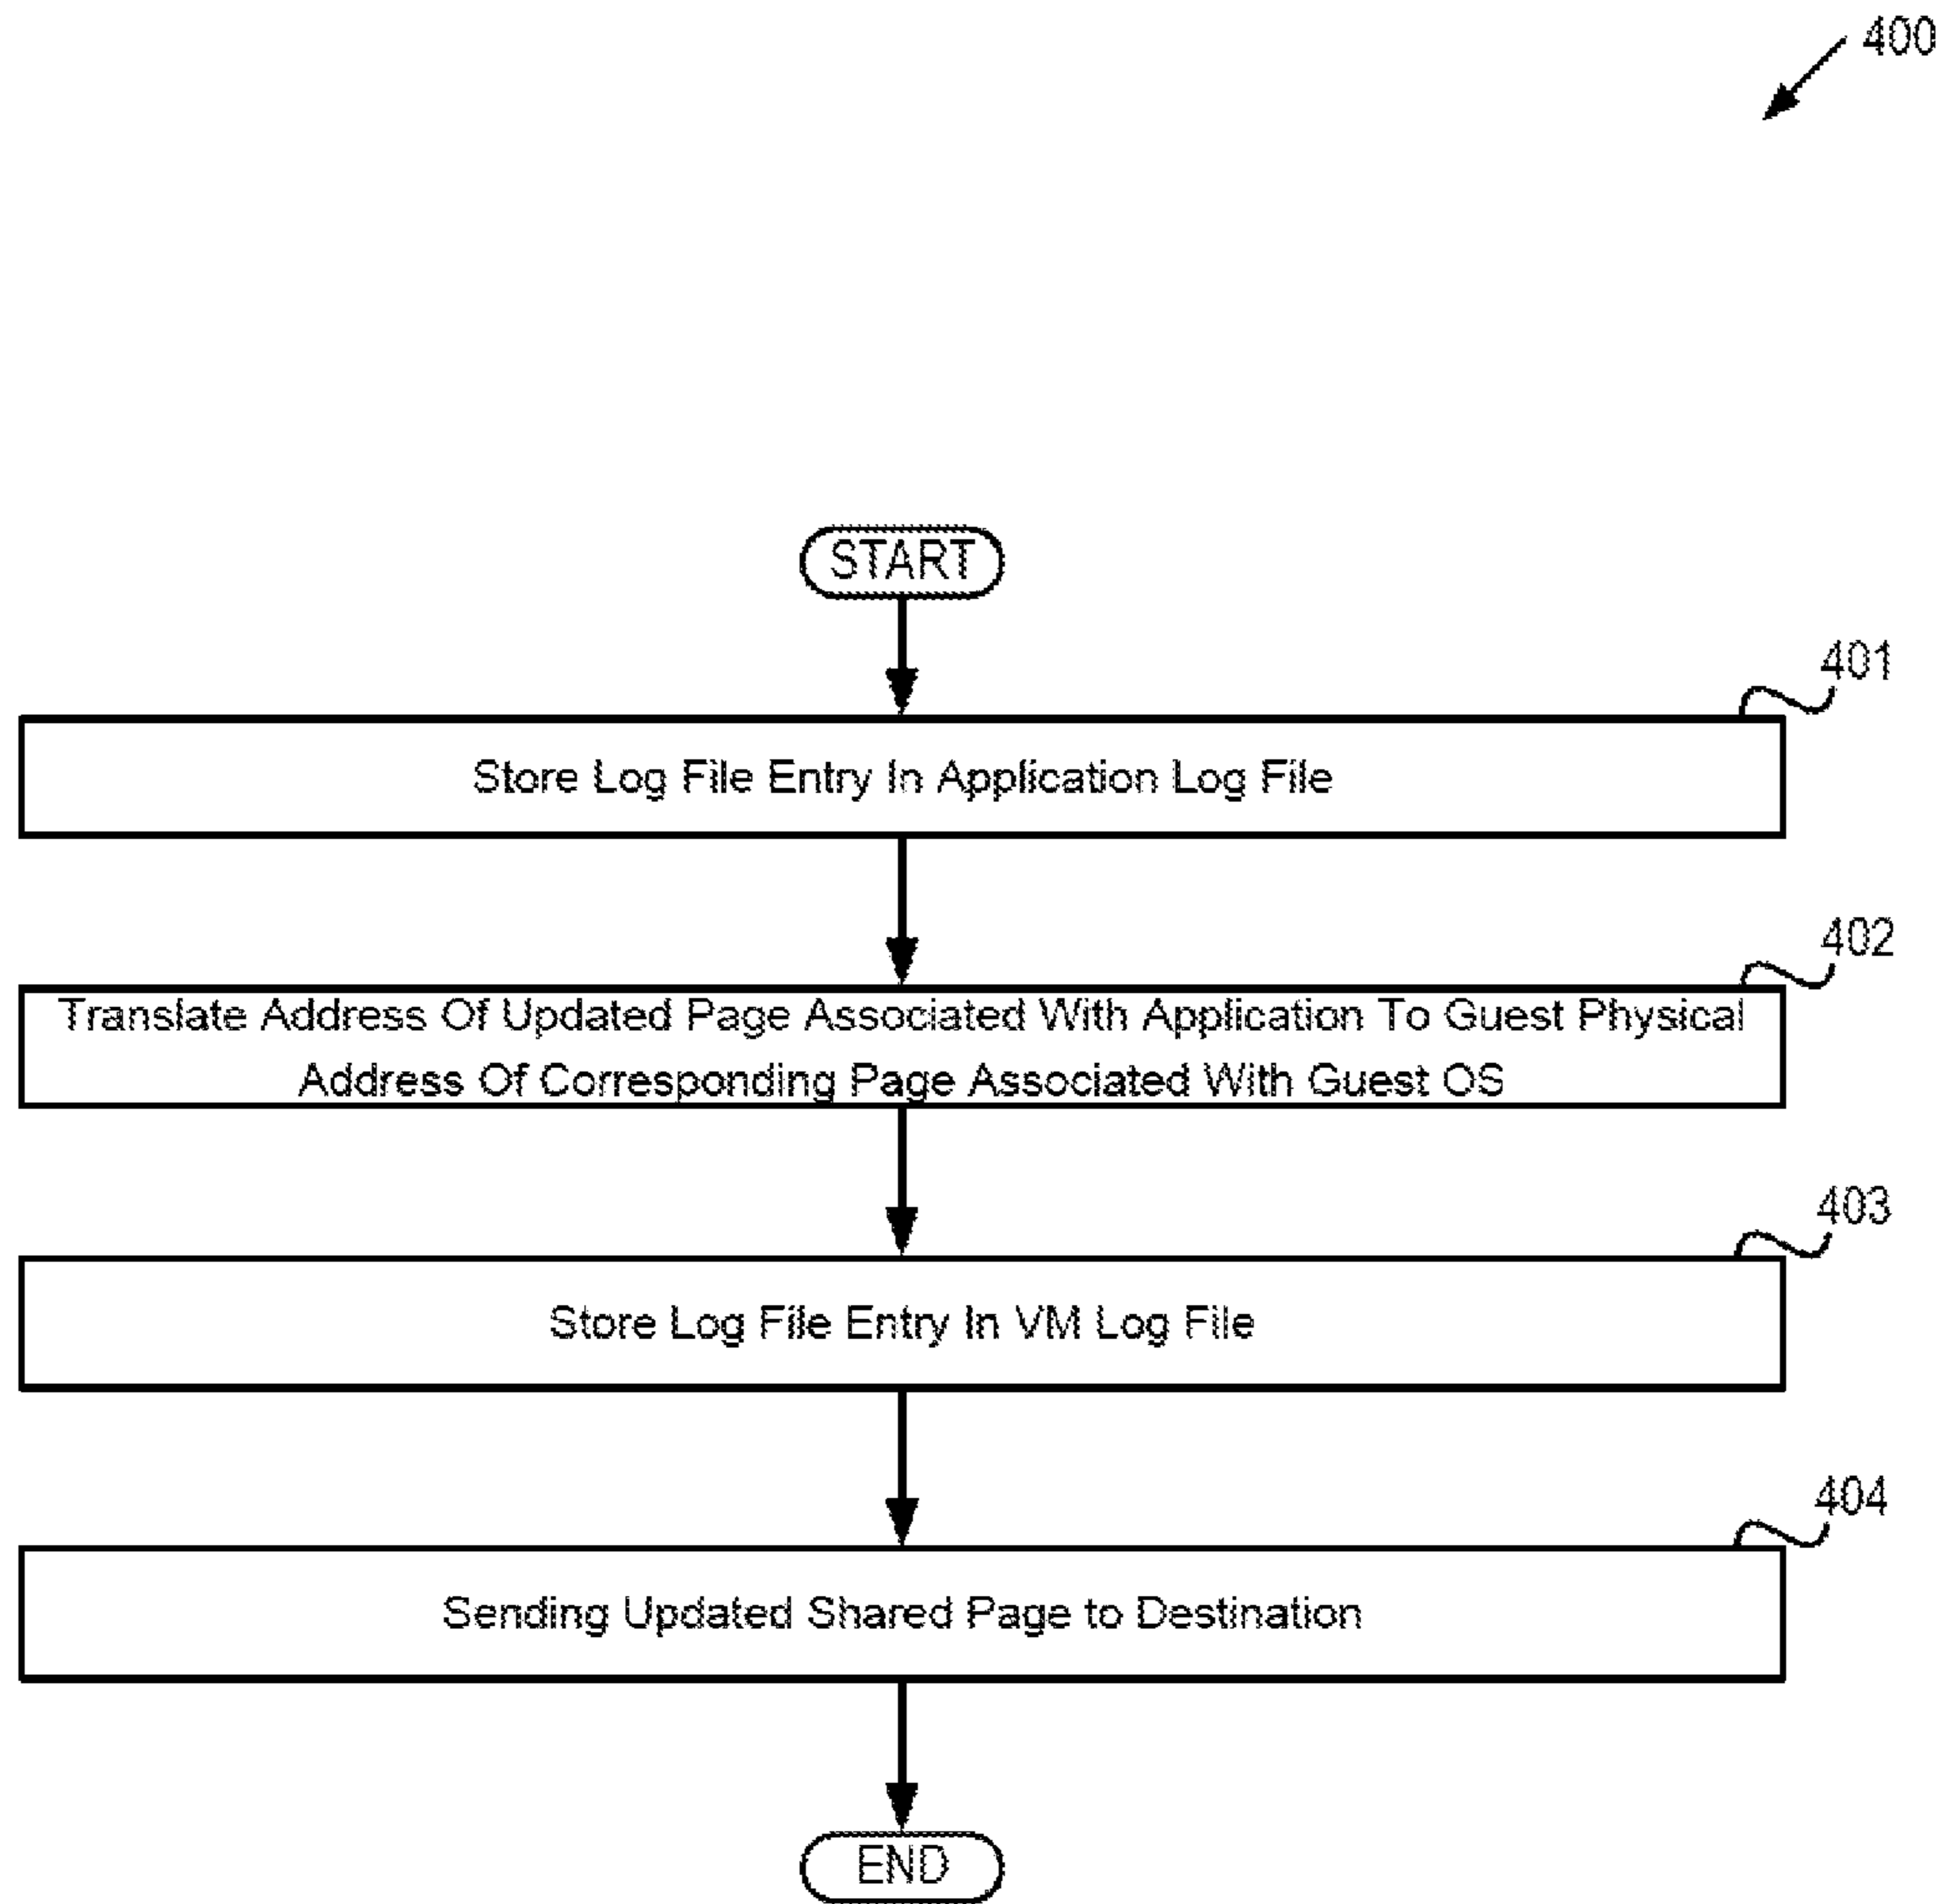 400
START
401
Store Log File Entry In Application Log File
402
Translate Address Of Updated Page Associated With Application To Guest Physical
Address Of Corresponding Page Associated With Guest OS
403
Store Log File Entry In VM Log File
404
Sending Updated Shared Page to Destination
END